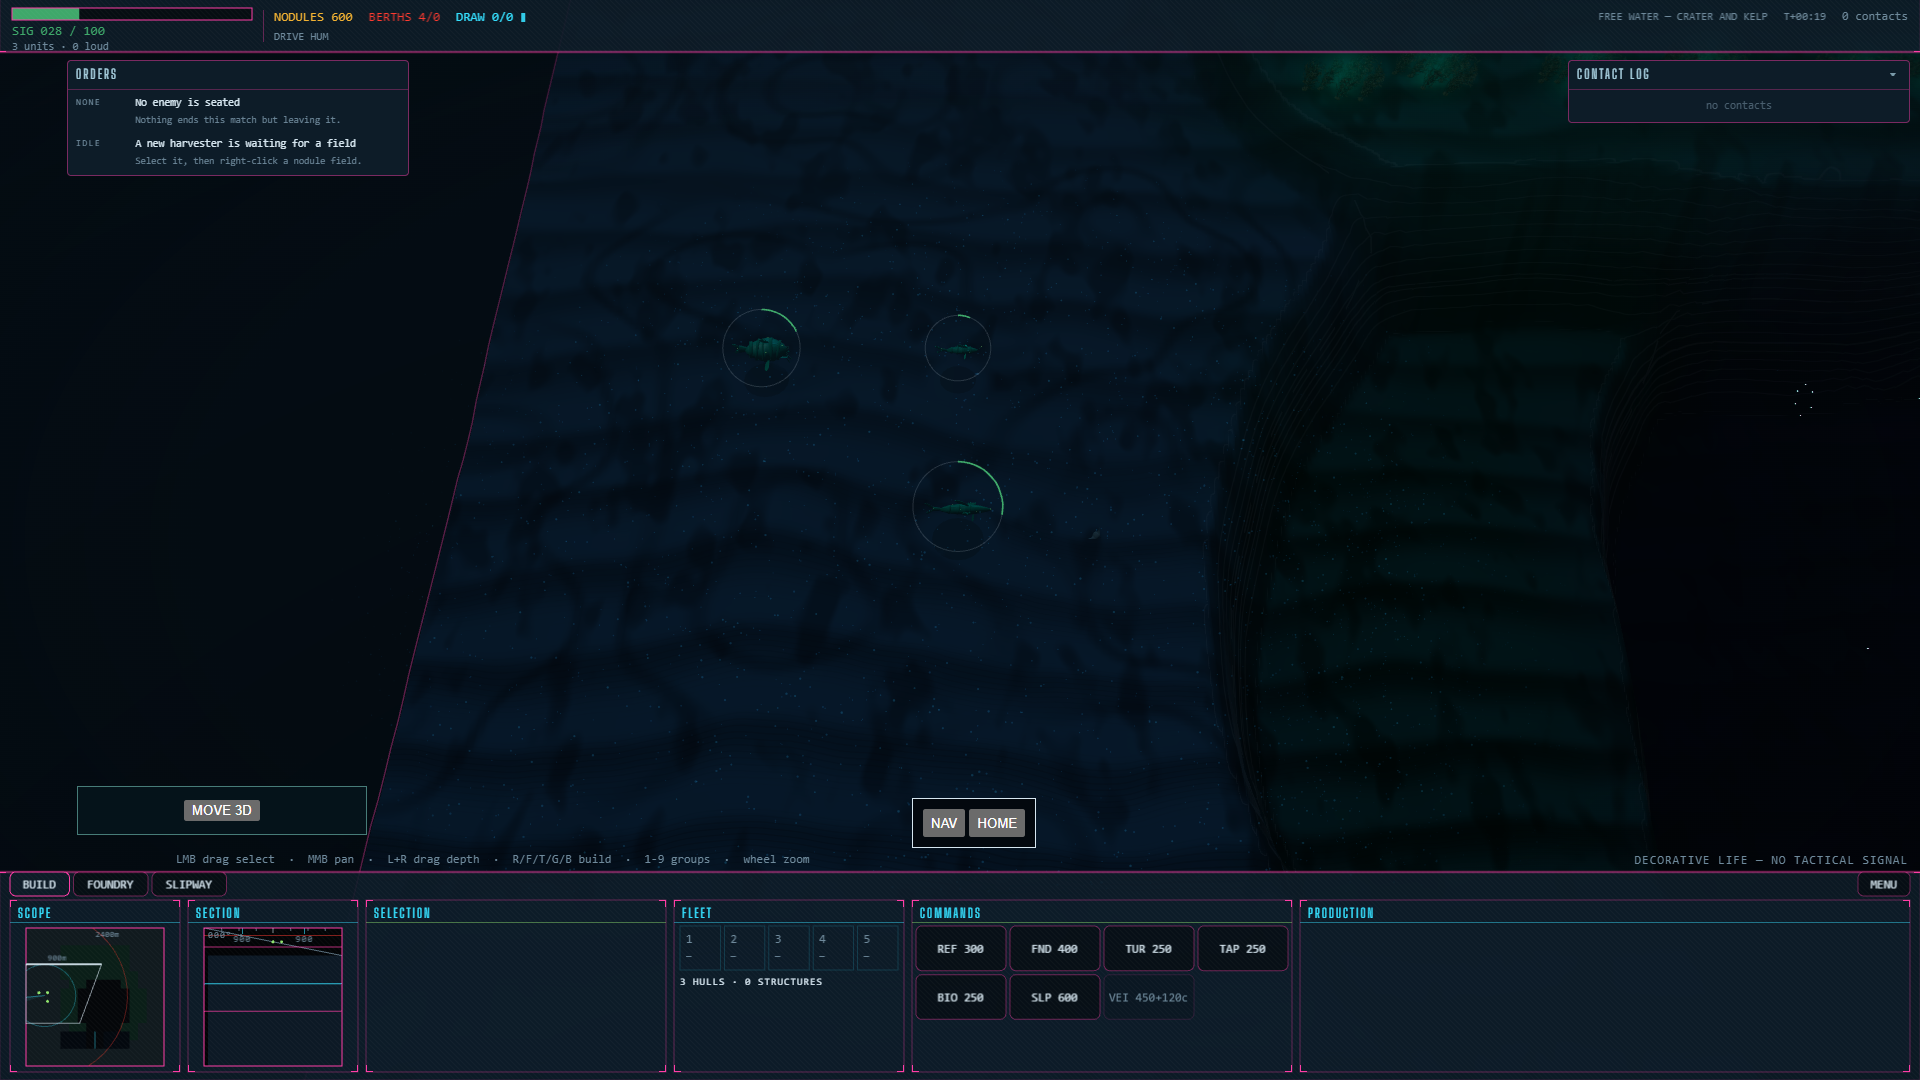 SIG 028 / 100
3 units · 0 loud
NODULES 600 BERTHS 4/0 DRAW 0/0
DRIVE HUM
FREE WATER — CRATER AND KELP T+00:19 0 contacts
ORDERS
NONE No enemy is seated
Nothing ends this match but leaving it.
IDLE A new harvester is waiting for a field
Select it, then right-click a nodule field.
CONTACT LOG
no contacts
MOVE 3D
NAV HOME
LMB drag select · MMB pan · L+R drag depth · R/F/T/G/B build · 1-9 groups · wheel zoom
DECORATIVE LIFE — NO TACTICAL SIGNAL
BUILD FOUNDRY SLIPWAY MENU
SCOPE
2400m
900m
SECTION
000° 900 900
SELECTION
FLEET
1 2 3 4 5
— — — — —
3 HULLS · 0 STRUCTURES
COMMANDS
REF 300 FND 400 TUR 250 TAP 250
BIO 250 SLP 600 VEI 450+120c
PRODUCTION